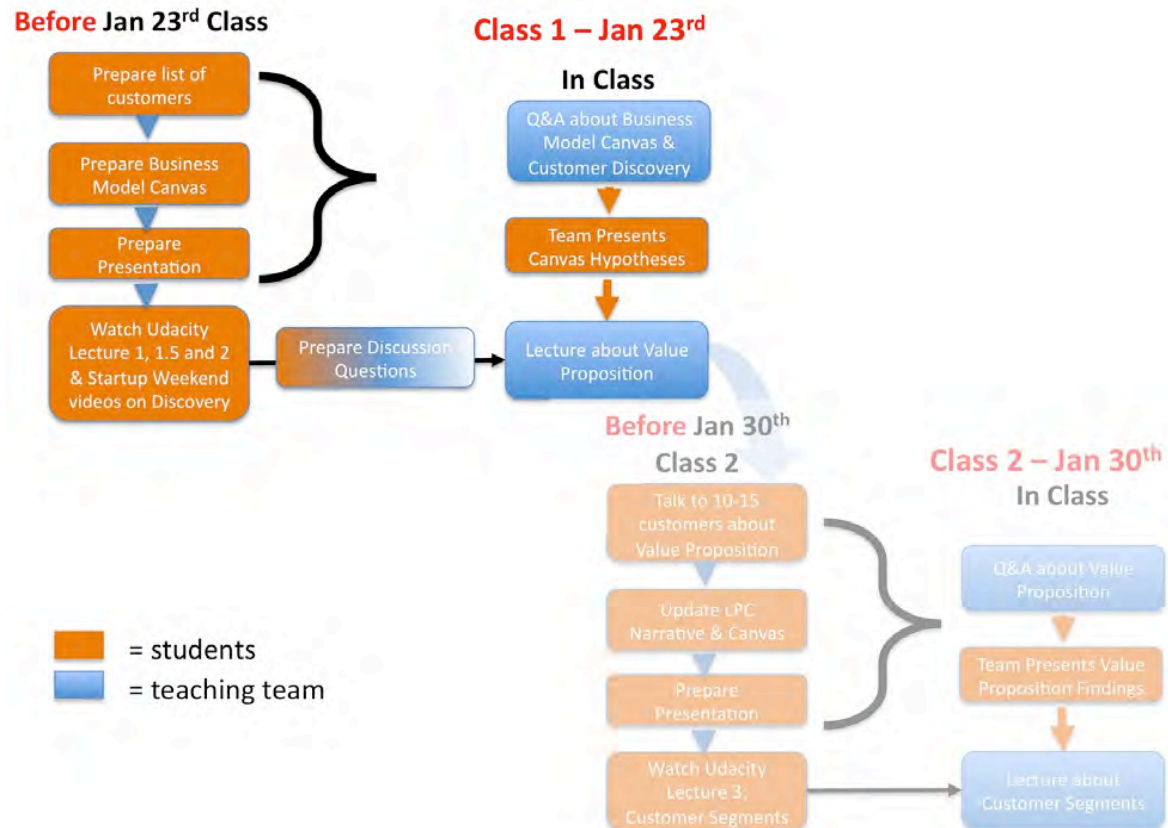 Before Jan 23rd Class
Prepare list of
customers
Prepare Business
Model Canvas
Prepare
Presentation
Watch Udacity
Lecture 1, 1.5 and 2
& Startup Weekend
videos on Discovery
Prepare Discussion
Questions
Class 1 – Jan 23rd
In Class
Q&A about Business
Model Canvas &
Customer Discovery
Team Presents
Canvas Hypotheses
Lecture about Value
Proposition
Before Jan 30th
Class 2
Talk to 10-15
customers about
Value Proposition
Update LPC
Narrative & Canvas
Prepare
Presentation
Watch Udacity
Lecture 3;
Customer Segments
Class 2 – Jan 30th
In Class
Q&A about Value
Proposition
Team Presents Value
Proposition Findings
Lecture about
Customer Segments
= students
= teaching team